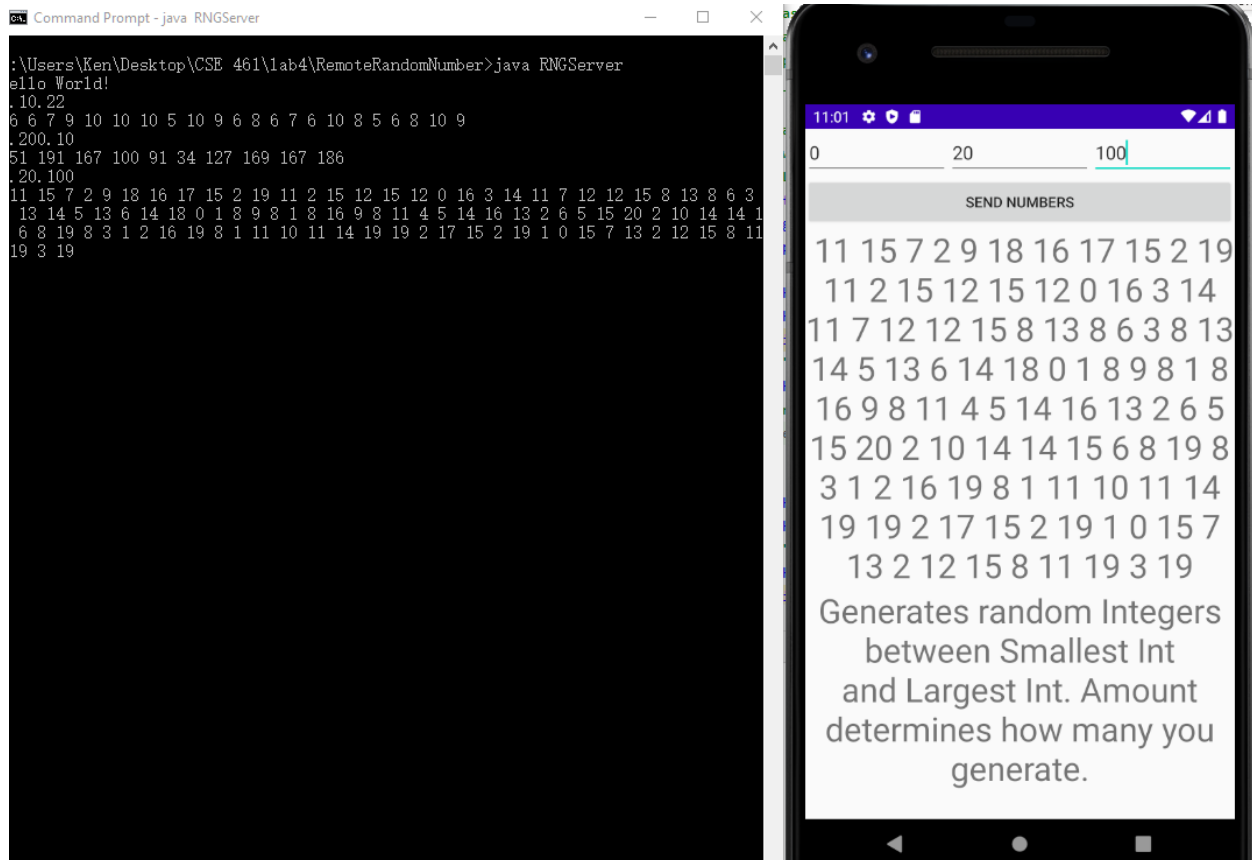 Command Prompt - java RNGServer
:\Users\Ken\Desktop\CSE 461\lab4\RemoteRandomNumber>java RNGServer
ello World!
.10.22
6 6 7 9 10 10 10 5 10 9 6 8 6 7 6 10 8 5 6 8 10 9
.200.10
51 191 167 100 91 34 127 169 167 186
.20.100
11 15 7 2 9 18 16 17 15 2 19 11 2 15 12 15 12 0 16 3 14 11 7 12 12 15 8 13 8 6 3
13 14 5 13 6 14 18 0 1 8 9 8 1 8 16 9 8 11 4 5 14 16 13 2 6 5 15 20 2 10 14 14 1
6 8 19 8 3 1 2 16 19 8 1 11 10 11 14 19 19 2 17 15 2 19 1 0 15 7 13 2 12 15 8 11
19 3 19
11:01
0 20 100
SEND NUMBERS
11 15 7 2 9 18 16 17 15 2 19
11 2 15 12 15 12 0 16 3 14
11 7 12 12 15 8 13 8 6 3 8 13
14 5 13 6 14 18 0 1 8 9 8 1 8
16 9 8 11 4 5 14 16 13 2 6 5
15 20 2 10 14 14 15 6 8 19 8
3 1 2 16 19 8 1 11 10 11 14
19 19 2 17 15 2 19 1 0 15 7
13 2 12 15 8 11 19 3 19
Generates random Integers
between Smallest Int
and Largest Int. Amount
determines how many you
generate.